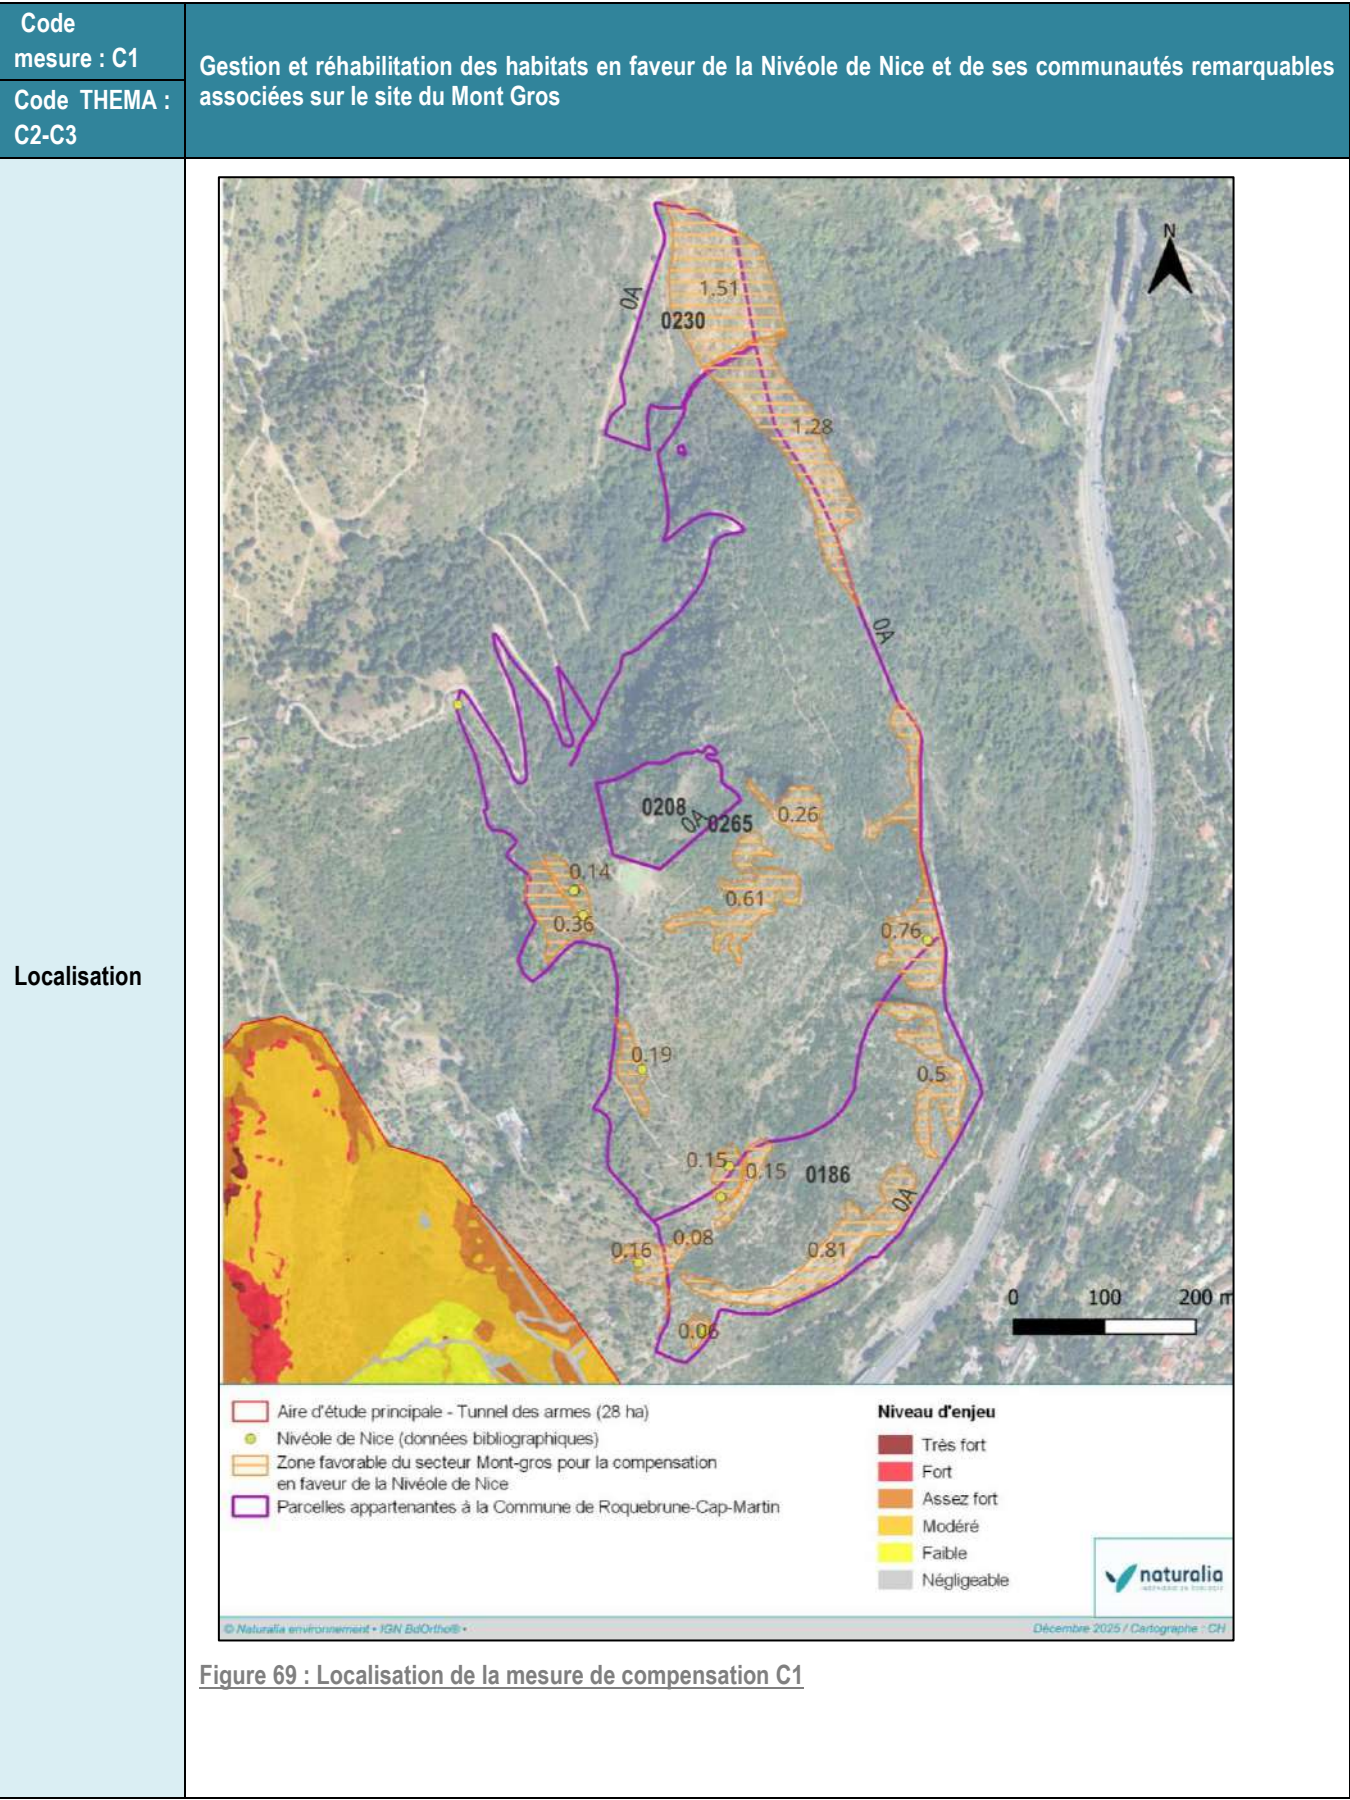 Code
mesure : C1
Code THEMA :
C2-C3
Gestion et réhabilitation des habitats en faveur de la Nivéole de Nice et de ses communautés remarquables
associées sur le site du Mont Gros
Localisation
N
1.51
0A
0230
1.28
0A
0208
0A
0265
0.26
0.14
0.61
0.36
0.76
0.19
0.5
0.15
0.15
0186
0A
0.08
0.16
0.81
0.06
0 100 200 m
Aire d'étude principale - Tunnel des armes (28 ha)
Nivéole de Nice (données bibliographiques)
Zone favorable du secteur Mont-gros pour la compensation
en faveur de la Nivéole de Nice
Parcelles appartenantes à la Commune de Roquebrune-Cap-Martin
Niveau d'enjeu
Très fort
Fort
Assez fort
Modéré
Faible
Négligeable
naturalia
INGÉNIERIE EN ÉCOLOGIE
© Naturalia environnement • IGN BdOrtho® •
Décembre 2025 / Cartographe : CH
Figure 69 : Localisation de la mesure de compensation C1